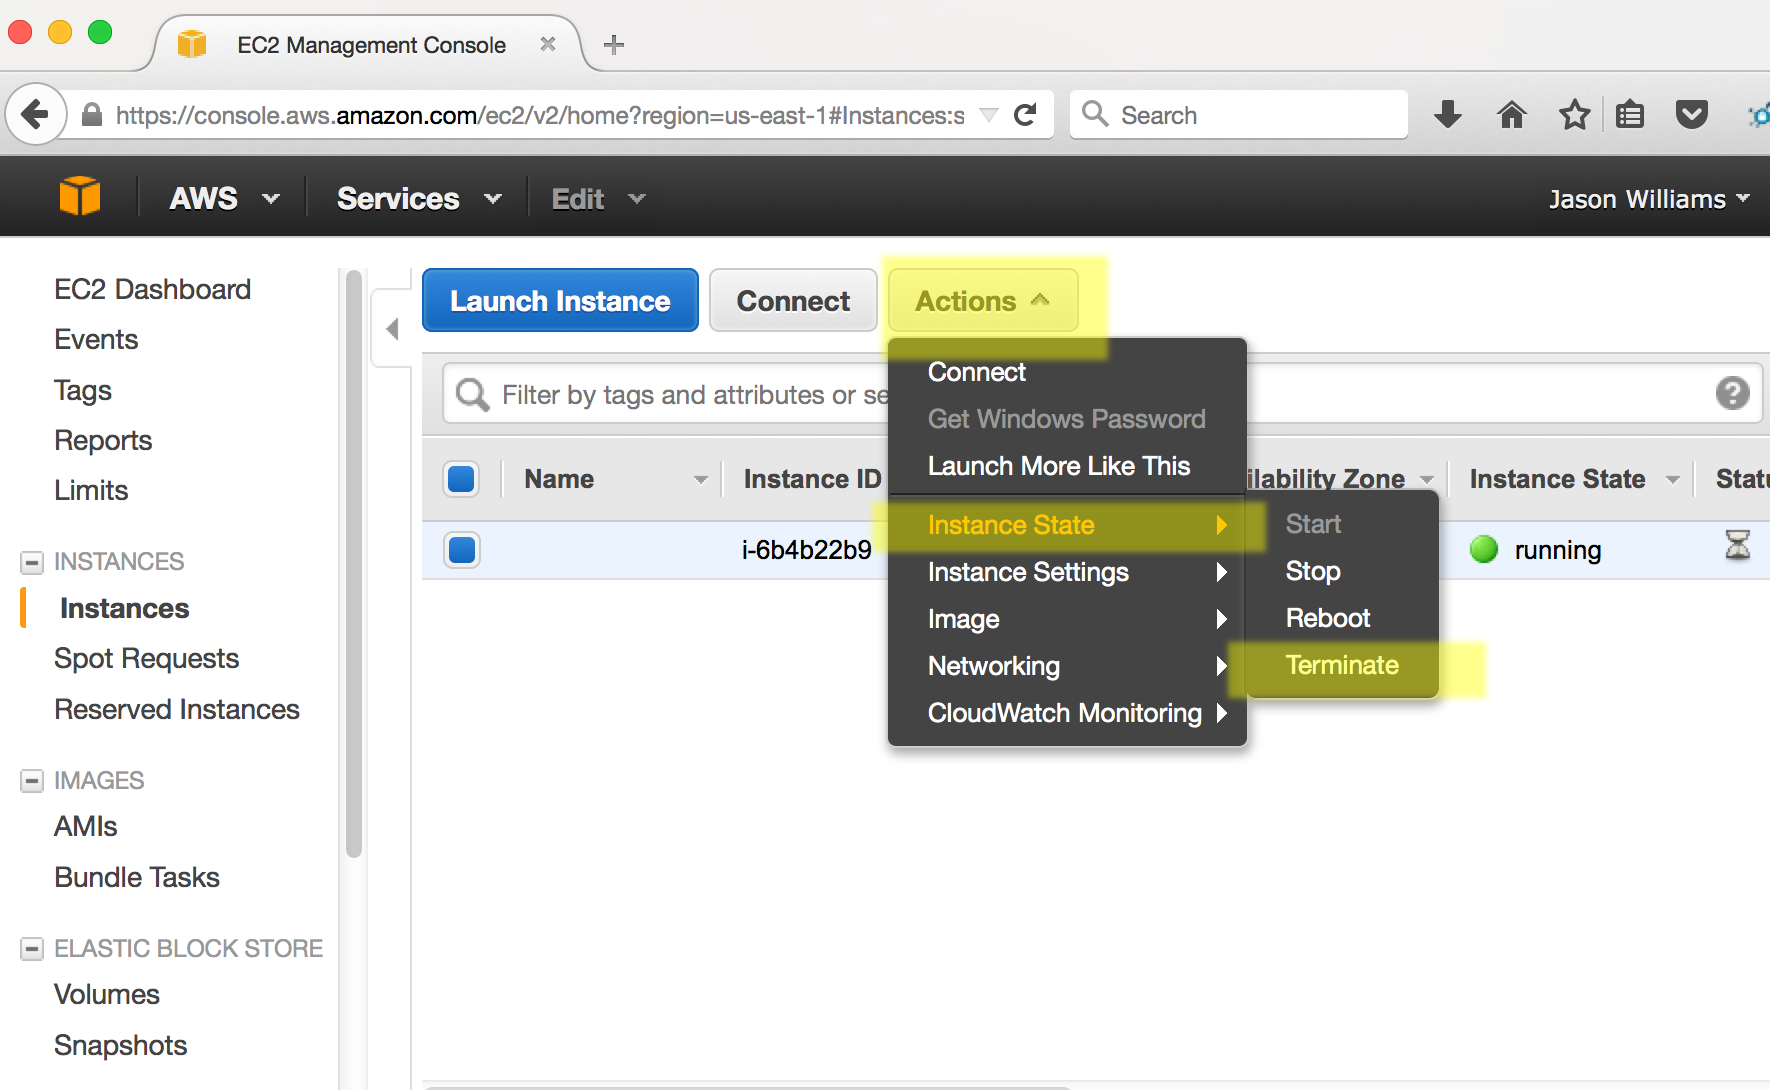 EC2 Management Console
https://console.aws.amazon.com/ec2/v2/home?region=us-east-1#Instances:s
Search
AWS
Services
Edit
Jason Williams
EC2 Dashboard
Events
Tags
Reports
Limits
INSTANCES
Instances
Spot Requests
Reserved Instances
IMAGES
AMIs
Bundle Tasks
ELASTIC BLOCK STORE
Volumes
Snapshots
Launch Instance
Connect
Actions
Filter by tags and attributes or se
Name
Instance ID
ilability Zone
Instance State
Statu
i-6b4b22b9
running
Connect
Get Windows Password
Launch More Like This
Instance State
Instance Settings
Image
Networking
CloudWatch Monitoring
Start
Stop
Reboot
Terminate